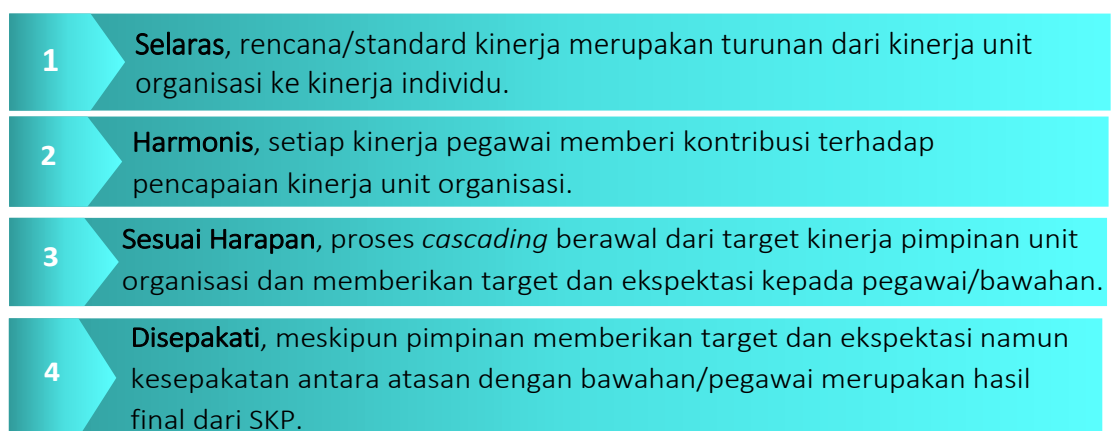 1
Selaras, rencana/standard kinerja merupakan turunan dari kinerja unit
organisasi ke kinerja individu.
2
Harmonis, setiap kinerja pegawai memberi kontribusi terhadap
pencapaian kinerja unit organisasi.
3
Sesuai Harapan, proses cascading berawal dari target kinerja pimpinan unit
organisasi dan memberikan target dan ekspektasi kepada pegawai/bawahan.
4
Disepakati, meskipun pimpinan memberikan target dan ekspektasi namun
kesepakatan antara atasan dengan bawahan/pegawai merupakan hasil
final dari SKP.